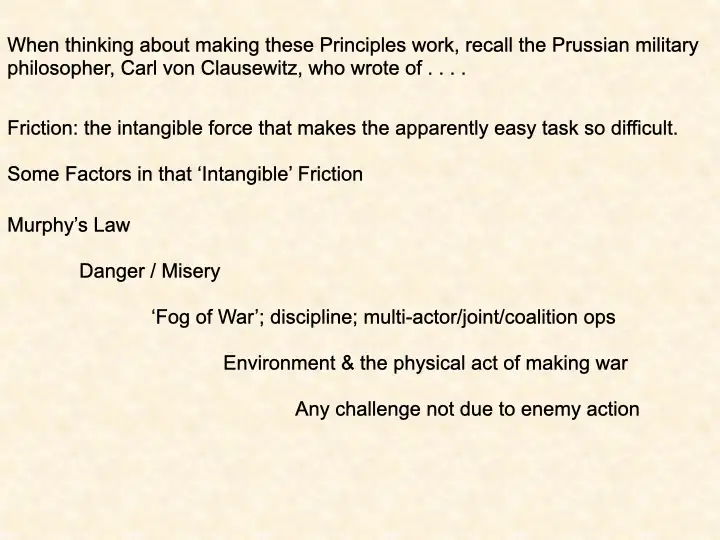 When thinking about making these Principles work, recall the Prussian military
philosopher, Carl von Clausewitz, who wrote of . . . .
Friction: the intangible force that makes the apparently easy task so difficult.
Some Factors in that ‘Intangible’ Friction
Murphy’s Law
Danger / Misery
‘Fog of War’; discipline; multi-actor/joint/coalition ops
Environment & the physical act of making war
Any challenge not due to enemy action